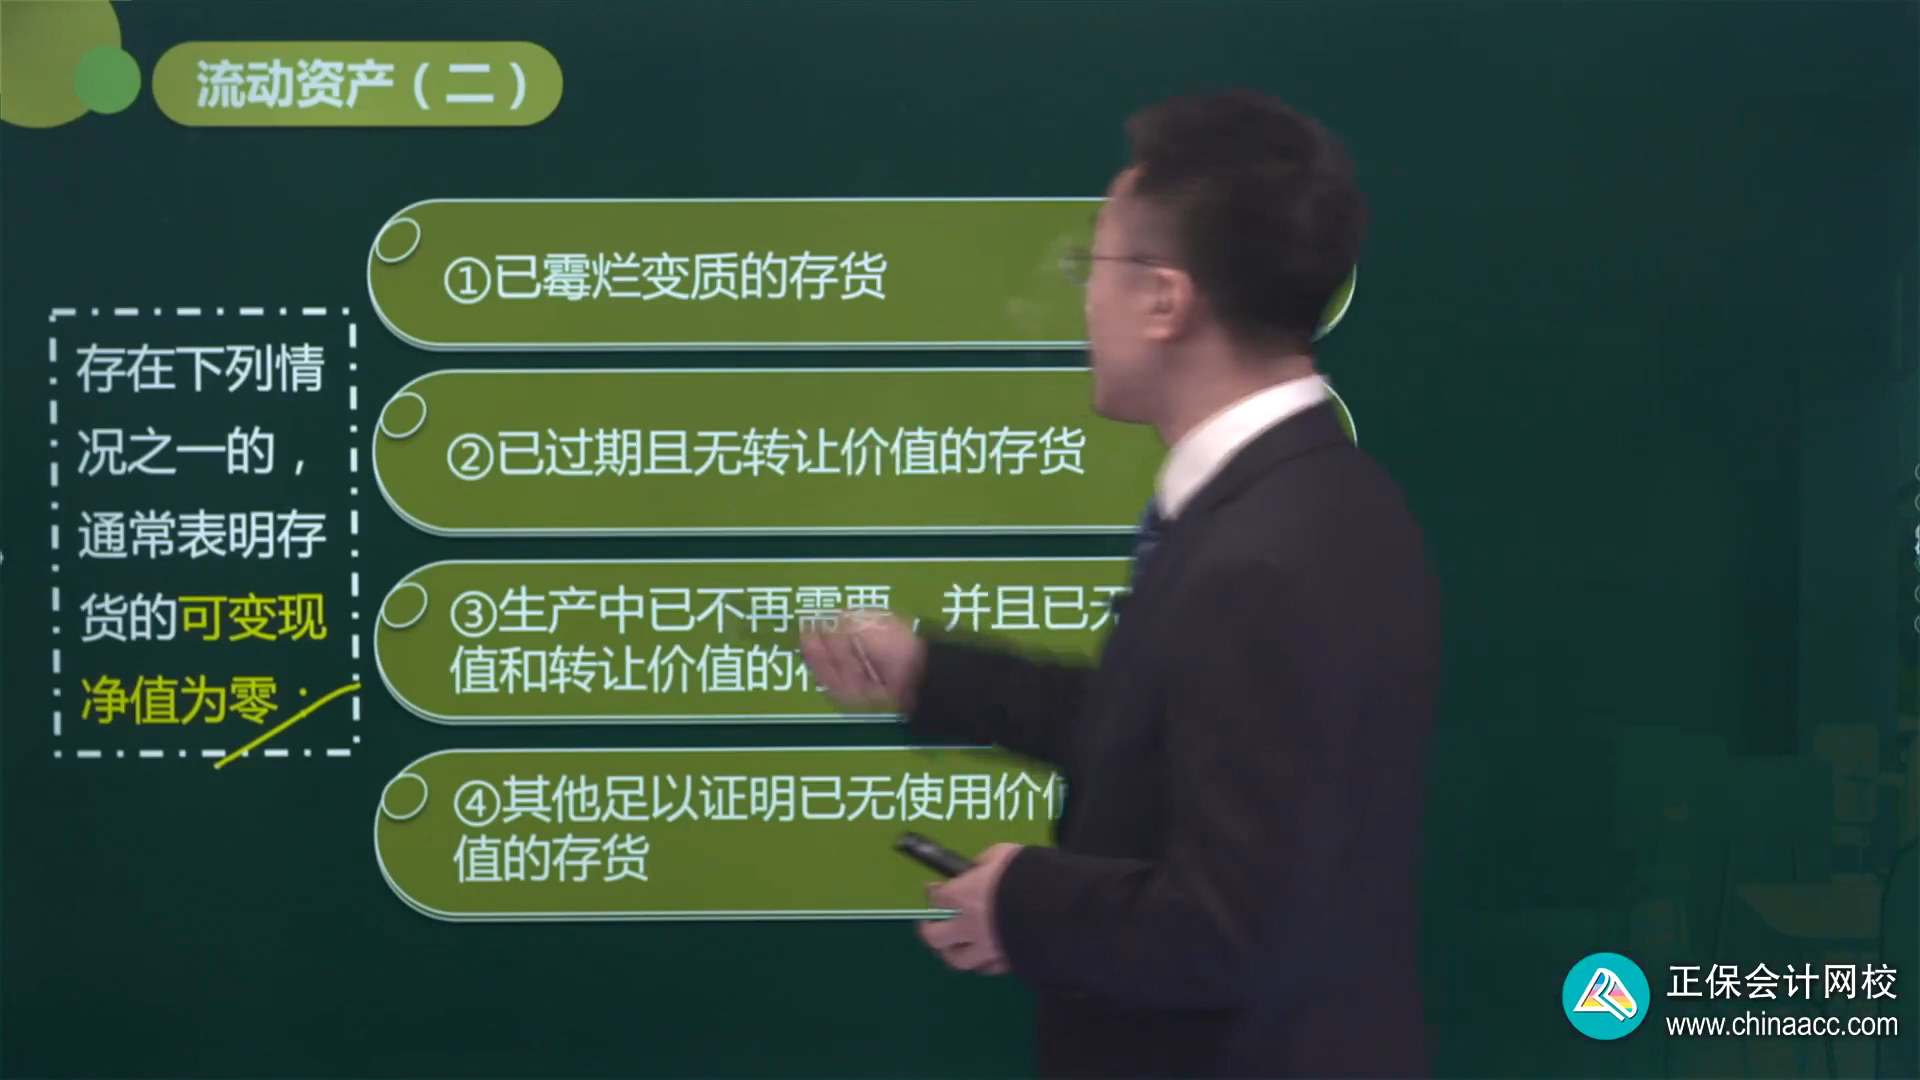 流动资产（二）
存在下列情
况之一的，
通常表明存
货的可变现
净值为零：
①已霉烂变质的存货
②已过期且无转让价值的存货
③生产中已不再需要，并且已无
值和转让价值的
④其他足以证明已无使用价
值的存货
正保会计网校
www.chinaacc.com